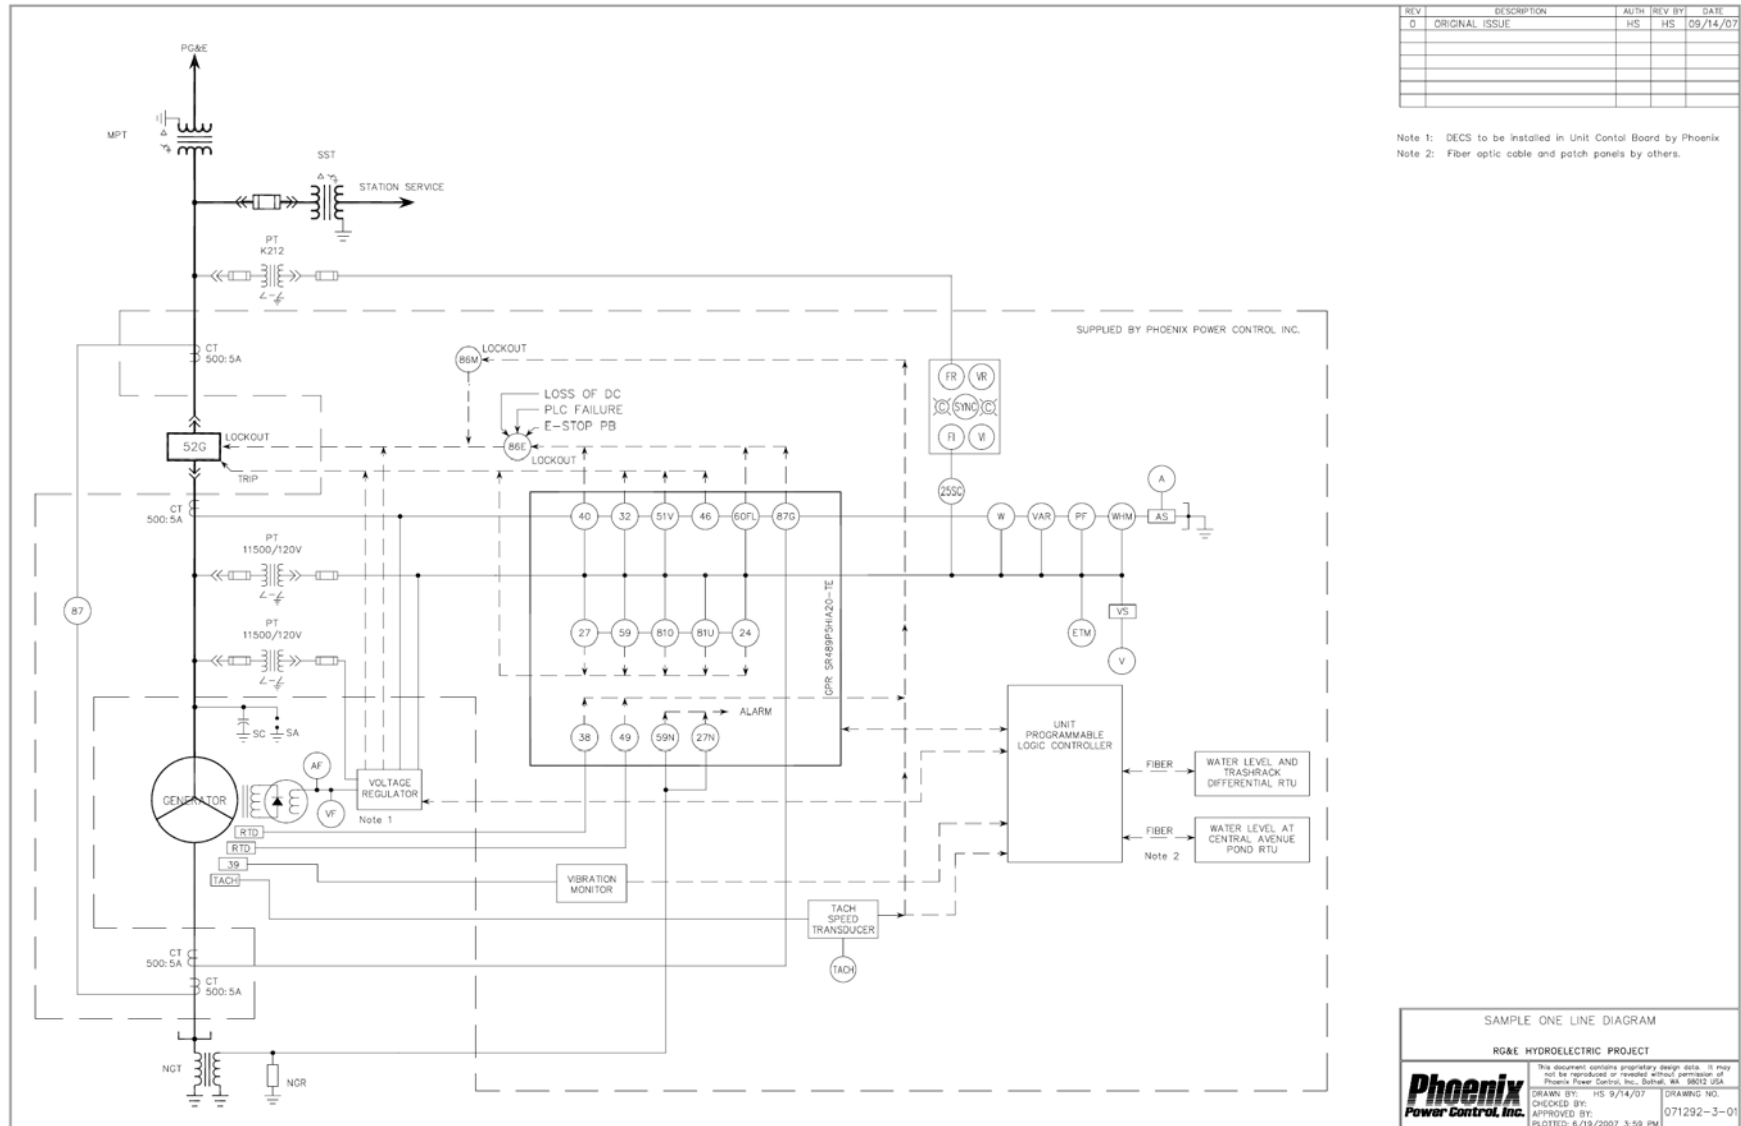 REV DESCRIPTION AUTH REV BY DATE
0 ORIGINAL ISSUE HS HS 09/14/07
Note 1: DECS to be installed in Unit Contol Board by Phoenix
Note 2: Fiber optic cable and patch panels by others.
PG&E
MPT
SST
STATION SERVICE
PT
K212
SUPPLIED BY PHOENIX POWER CONTROL INC.
CT
500:5A
86M
LOCKOUT
LOSS OF DC
PLC FAILURE
E-STOP PB
86E
LOCKOUT
FR VR
C SYNC C
FI VI
25SC
52G
LOCKOUT
TRIP
CT
500:5A
40 32 51V 46 60FL 87G
W VAR PF WHM AS
A
PT
11500/120V
87
PT
11500/120V
27 59 81O 81U 24
GPR SR489P5HIA20-TE
ETM
VS
V
ALARM
38 49 59N 27N
SC SA
GENERATOR
AF
VF
VOLTAGE
REGULATOR
Note 1
RTD
RTD
39
TACH
VIBRATION
MONITOR
TACH
SPEED
TRANSDUCER
TACH
UNIT
PROGRAMMABLE
LOGIC CONTROLLER
FIBER
WATER LEVEL AND
TRASHRACK
DIFFERENTIAL RTU
FIBER
Note 2
WATER LEVEL AT
CENTRAL AVENUE
POND RTU
CT
500:5A
CT
500:5A
NGT
NGR
SAMPLE ONE LINE DIAGRAM
RG&E HYDROELECTRIC PROJECT
Phoenix
Power Control, Inc.
This document contains proprietary design data. It may
not be reproduced or revealed without permission of
Phoenix Power Control, Inc., Bothell, WA 98012 USA
DRAWN BY: HS 9/14/07
CHECKED BY:
APPROVED BY:
PLOTTED: 6/19/2007 3:59 PM
DRAWING NO.
071292-3-01